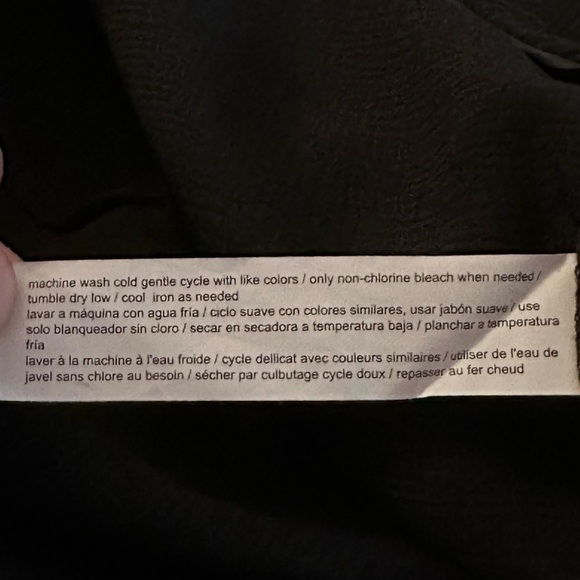 machine wash cold gentle cycle with like colors / only non-chlorine bleach when needed /
tumble dry low / cool iron as needed
lavar a máquina con agua fría / ciclo suave con colores similares, usar jabón suave / use
solo blanqueador sin cloro / secar en secadora a temperatura baja / planchar a temperatura
fría
laver à la machine à l'eau froide / cycle dellicat avec couleurs similaires / utiliser de l'eau de
javel sans chlore au besoin / sécher par culbutage cycle doux / repasser au fer cheud